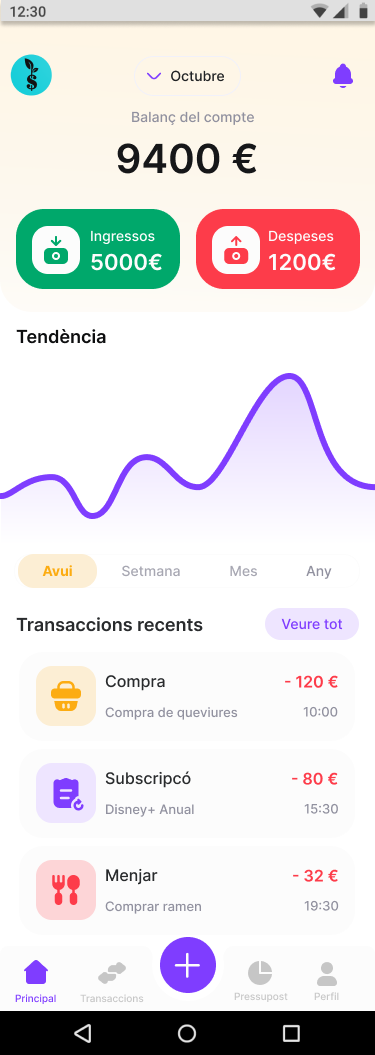 12:30
Octubre
Balanç del compte
9400 €
Ingressos
5000€
Despeses
1200€
Tendència
Avui Setmana Mes Any
Transaccions recents Veure tot
Compra - 120 €
Compra de queviures 10:00
Subscripcó - 80 €
Disney+ Anual 15:30
Menjar - 32 €
Comprar ramen 19:30
Principal Transaccions Pressupost Perfil